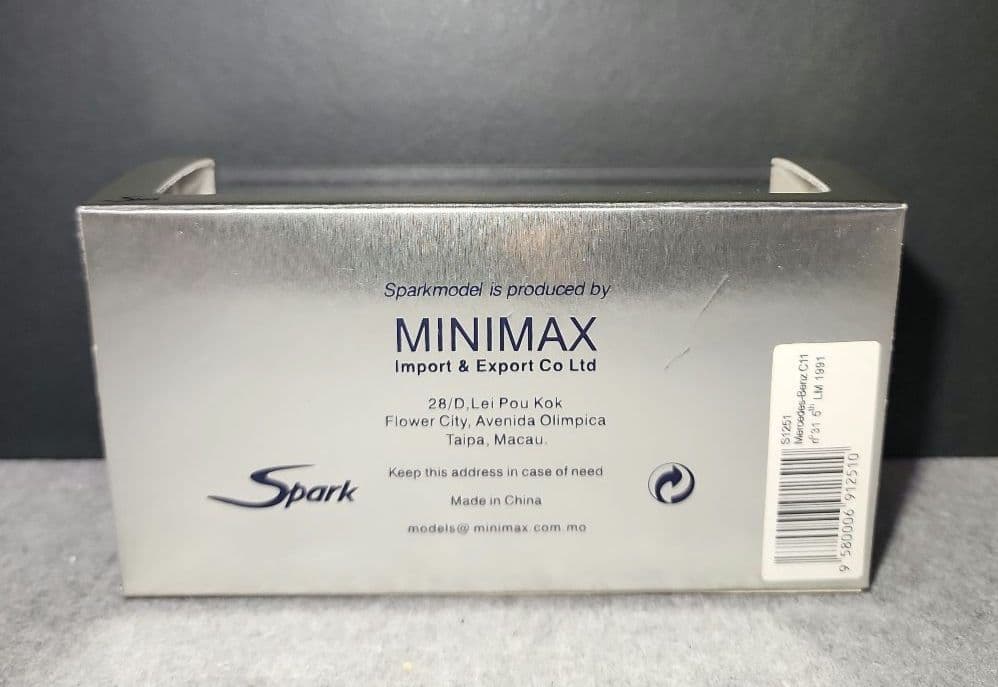 Sparkmodel is produced by
MINIMAX
Import & Export Co Ltd
28/D,Lei Pou Kok
Flower City, Avenida Olimpica
Taipa, Macau.
Keep this address in case of need
Made in China
models@minimax.com.mo
Spark
S1251
Mercedes-Benz C11
n°31 5th LM 1991
9 580006 912510